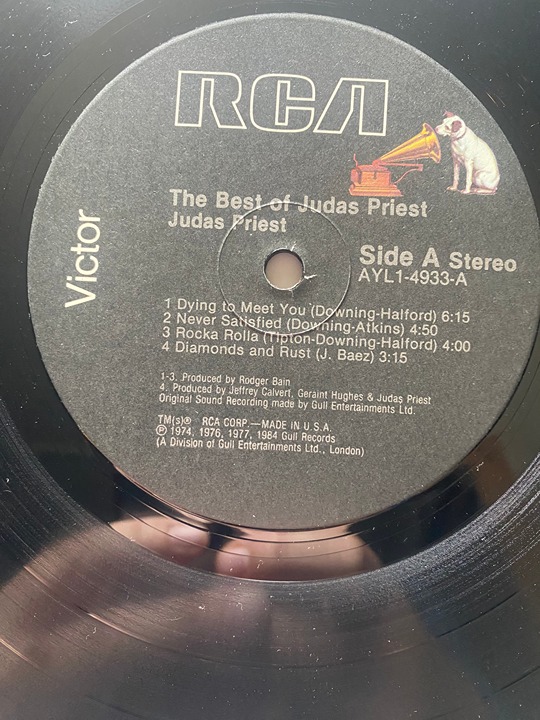 RCA
Victor
The Best of Judas Priest
Judas Priest
Side A Stereo
AYL1-4933-A
1 Dying to Meet You (Downing-Halford) 6:15
2 Never Satisfied (Downing-Atkins) 4:50
3 Rocka Rolla (Tipton-Downing-Halford) 4:00
4 Diamonds and Rust (J. Baez) 3:15
1-3. Produced by Rodger Bain
4. Produced by Jeffrey Calvert, Geraint Hughes & Judas Priest
Original Sound Recording made by Gull Entertainments Ltd.
TM(s)® RCA CORP.—MADE IN U.S.A.
℗ 1974, 1976, 1977, 1984 Gull Records
(A Division of Gull Entertainments Ltd., London)